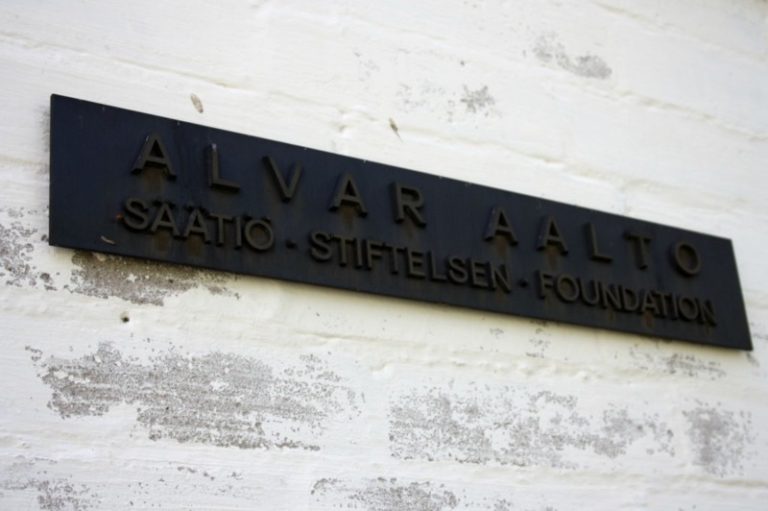 ALVAR AALTO
SÄÄTIÖ · STIFTELSEN · FOUNDATION